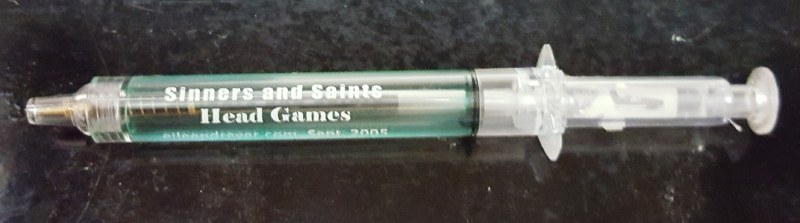 Sinners and Saints
Head Games
eileendreyer.com Sept. 2005